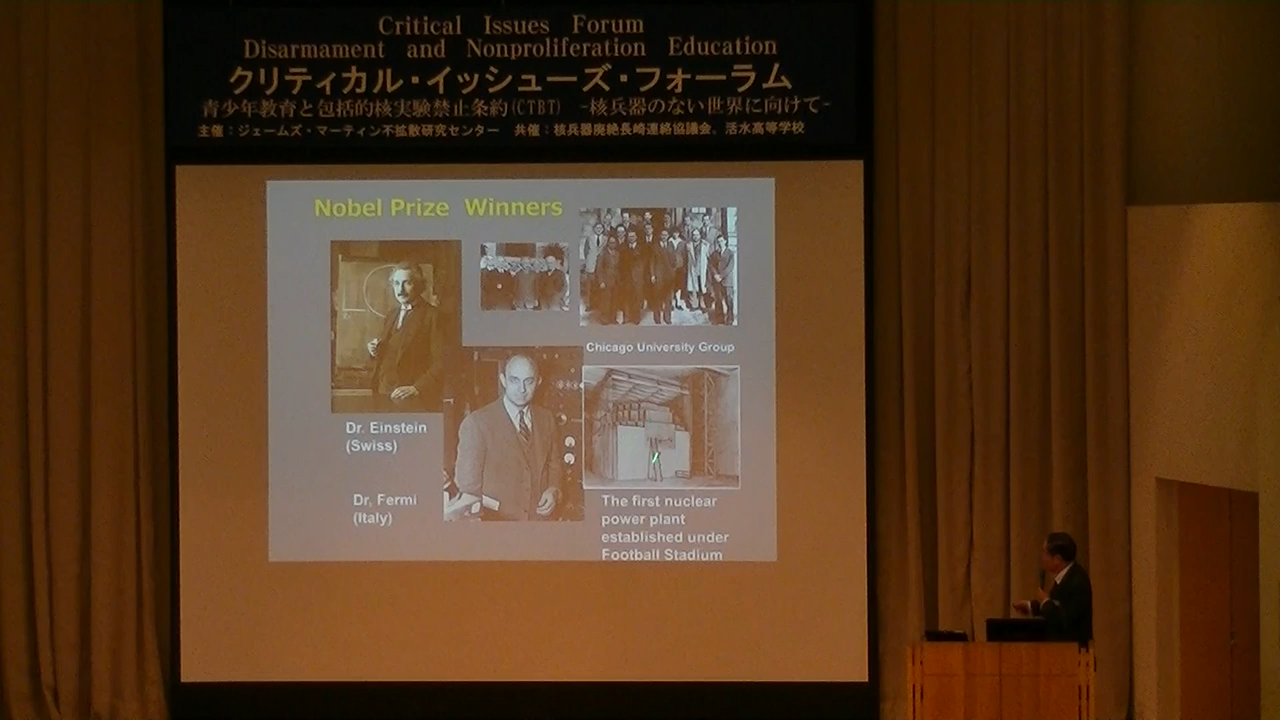 Critical Issues Forum
Disarmament and Nonproliferation Education
クリティカル・イッシューズ・フォーラム
青少年教育と包括的核実験禁止条約(CTBT) -核兵器のない世界に向けて-
主催：ジェームズ・マーティン不拡散研究センター 共催：核兵器廃絶長崎連絡協議会、活水高等学校
Nobel Prize Winners
Chicago University Group
Dr. Einstein
(Swiss)
Dr, Fermi
(Italy)
The first nuclear
power plant
established under
Football Stadium